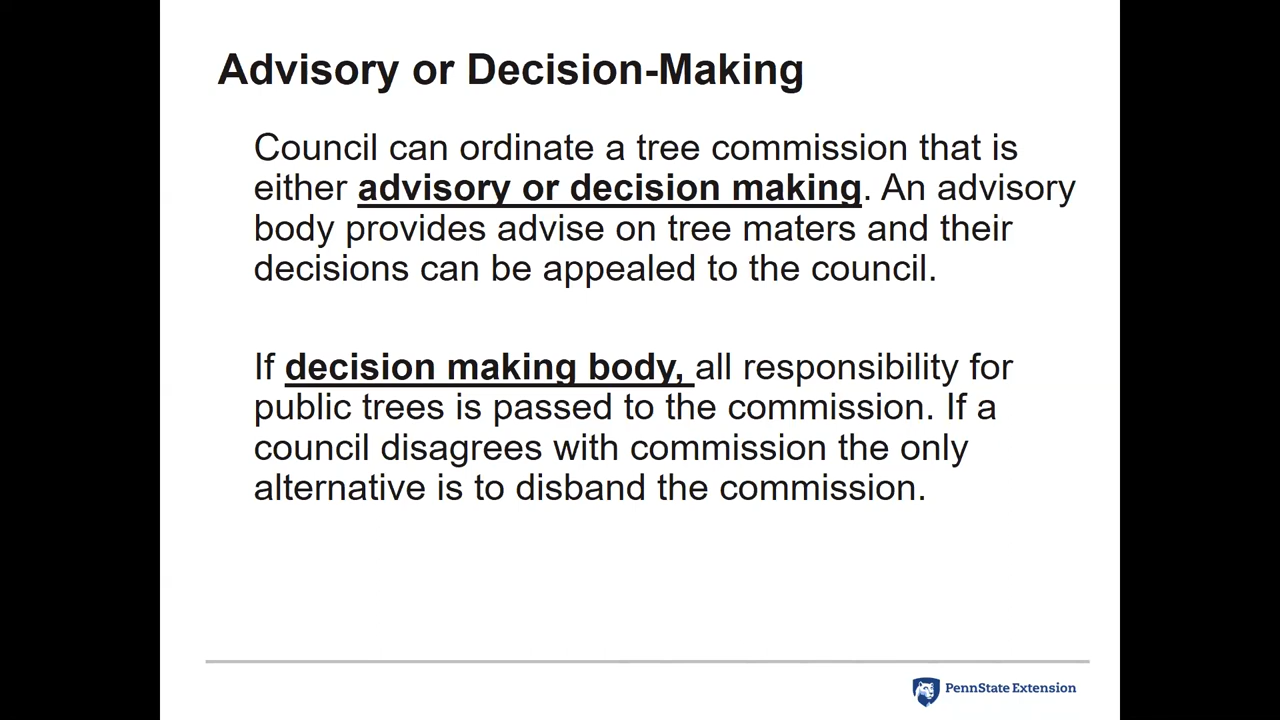 Advisory or Decision-Making
Council can ordinate a tree commission that is
either advisory or decision making. An advisory
body provides advise on tree maters and their
decisions can be appealed to the council.
If decision making body, all responsibility for
public trees is passed to the commission. If a
council disagrees with commission the only
alternative is to disband the commission.
PennState Extension